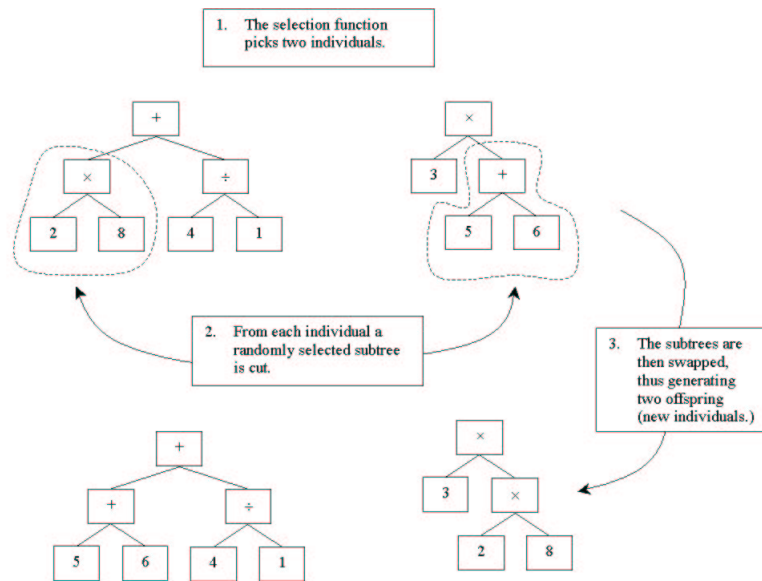 1. The selection function
picks two individuals.
+
×
× ÷
3 +
2 8 4 1
5 6
2. From each individual a
randomly selected subtree
is cut.
3. The subtrees are
then swapped,
thus generating
two offspring
(new individuals.)
+
×
+ ÷
3 ×
5 6 4 1
2 8